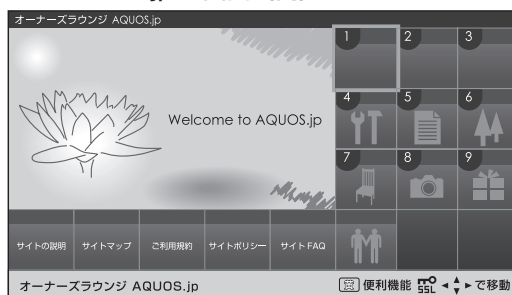 オーナーズラウンジ AQUOS.jp
1 2 3
Welcome to AQUOS.jp
4 5 6
7 8 9
サイトの説明 サイトマップ ご利用規約 サイトポリシー サイト FAQ
オーナーズラウンジ AQUOS.jp 便利機能 SSL で移動